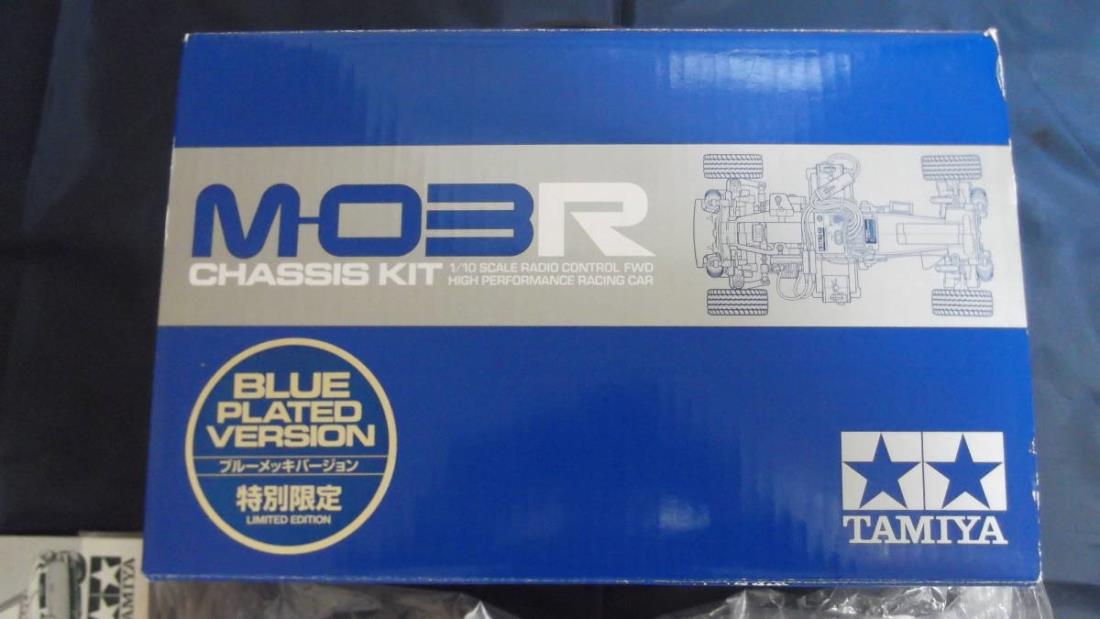 M-03R
CHASSIS KIT
1/10 SCALE RADIO CONTROL FWD
HIGH PERFORMANCE RACING CAR
BLUE
PLATED
VERSION
ブルーメッキバージョン
特別限定
LIMITED EDITION
TAMIYA
TAMIYA